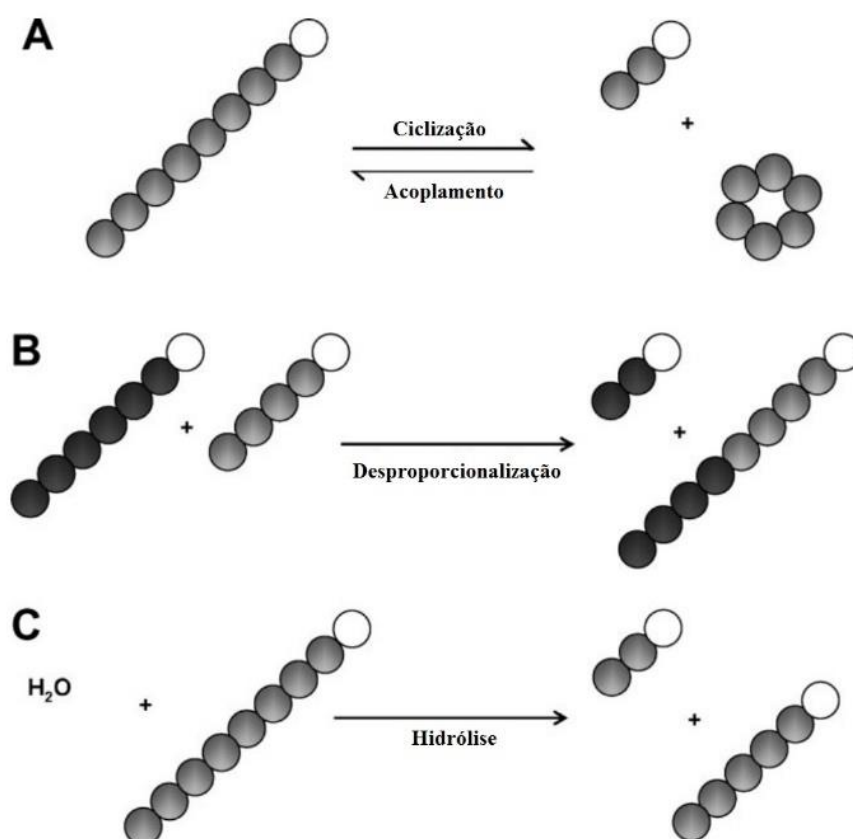 A
Ciclização
+
Acoplamento
B
+
+
Desproporcionalização
C
H₂O
+
+
Hidrólise